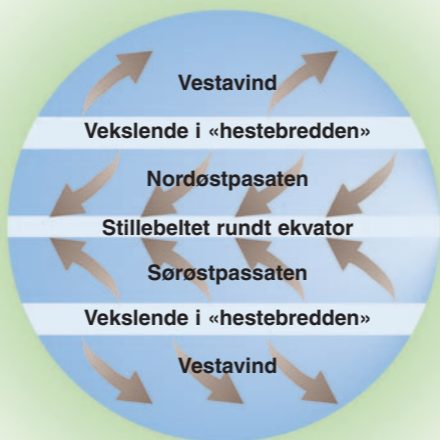 Vestavind
Vekslende i «hestebredden»
Nordøstpasaten
Stillebeltet rundt ekvator
Sørøstpassaten
Vekslende i «hestebredden»
Vestavind